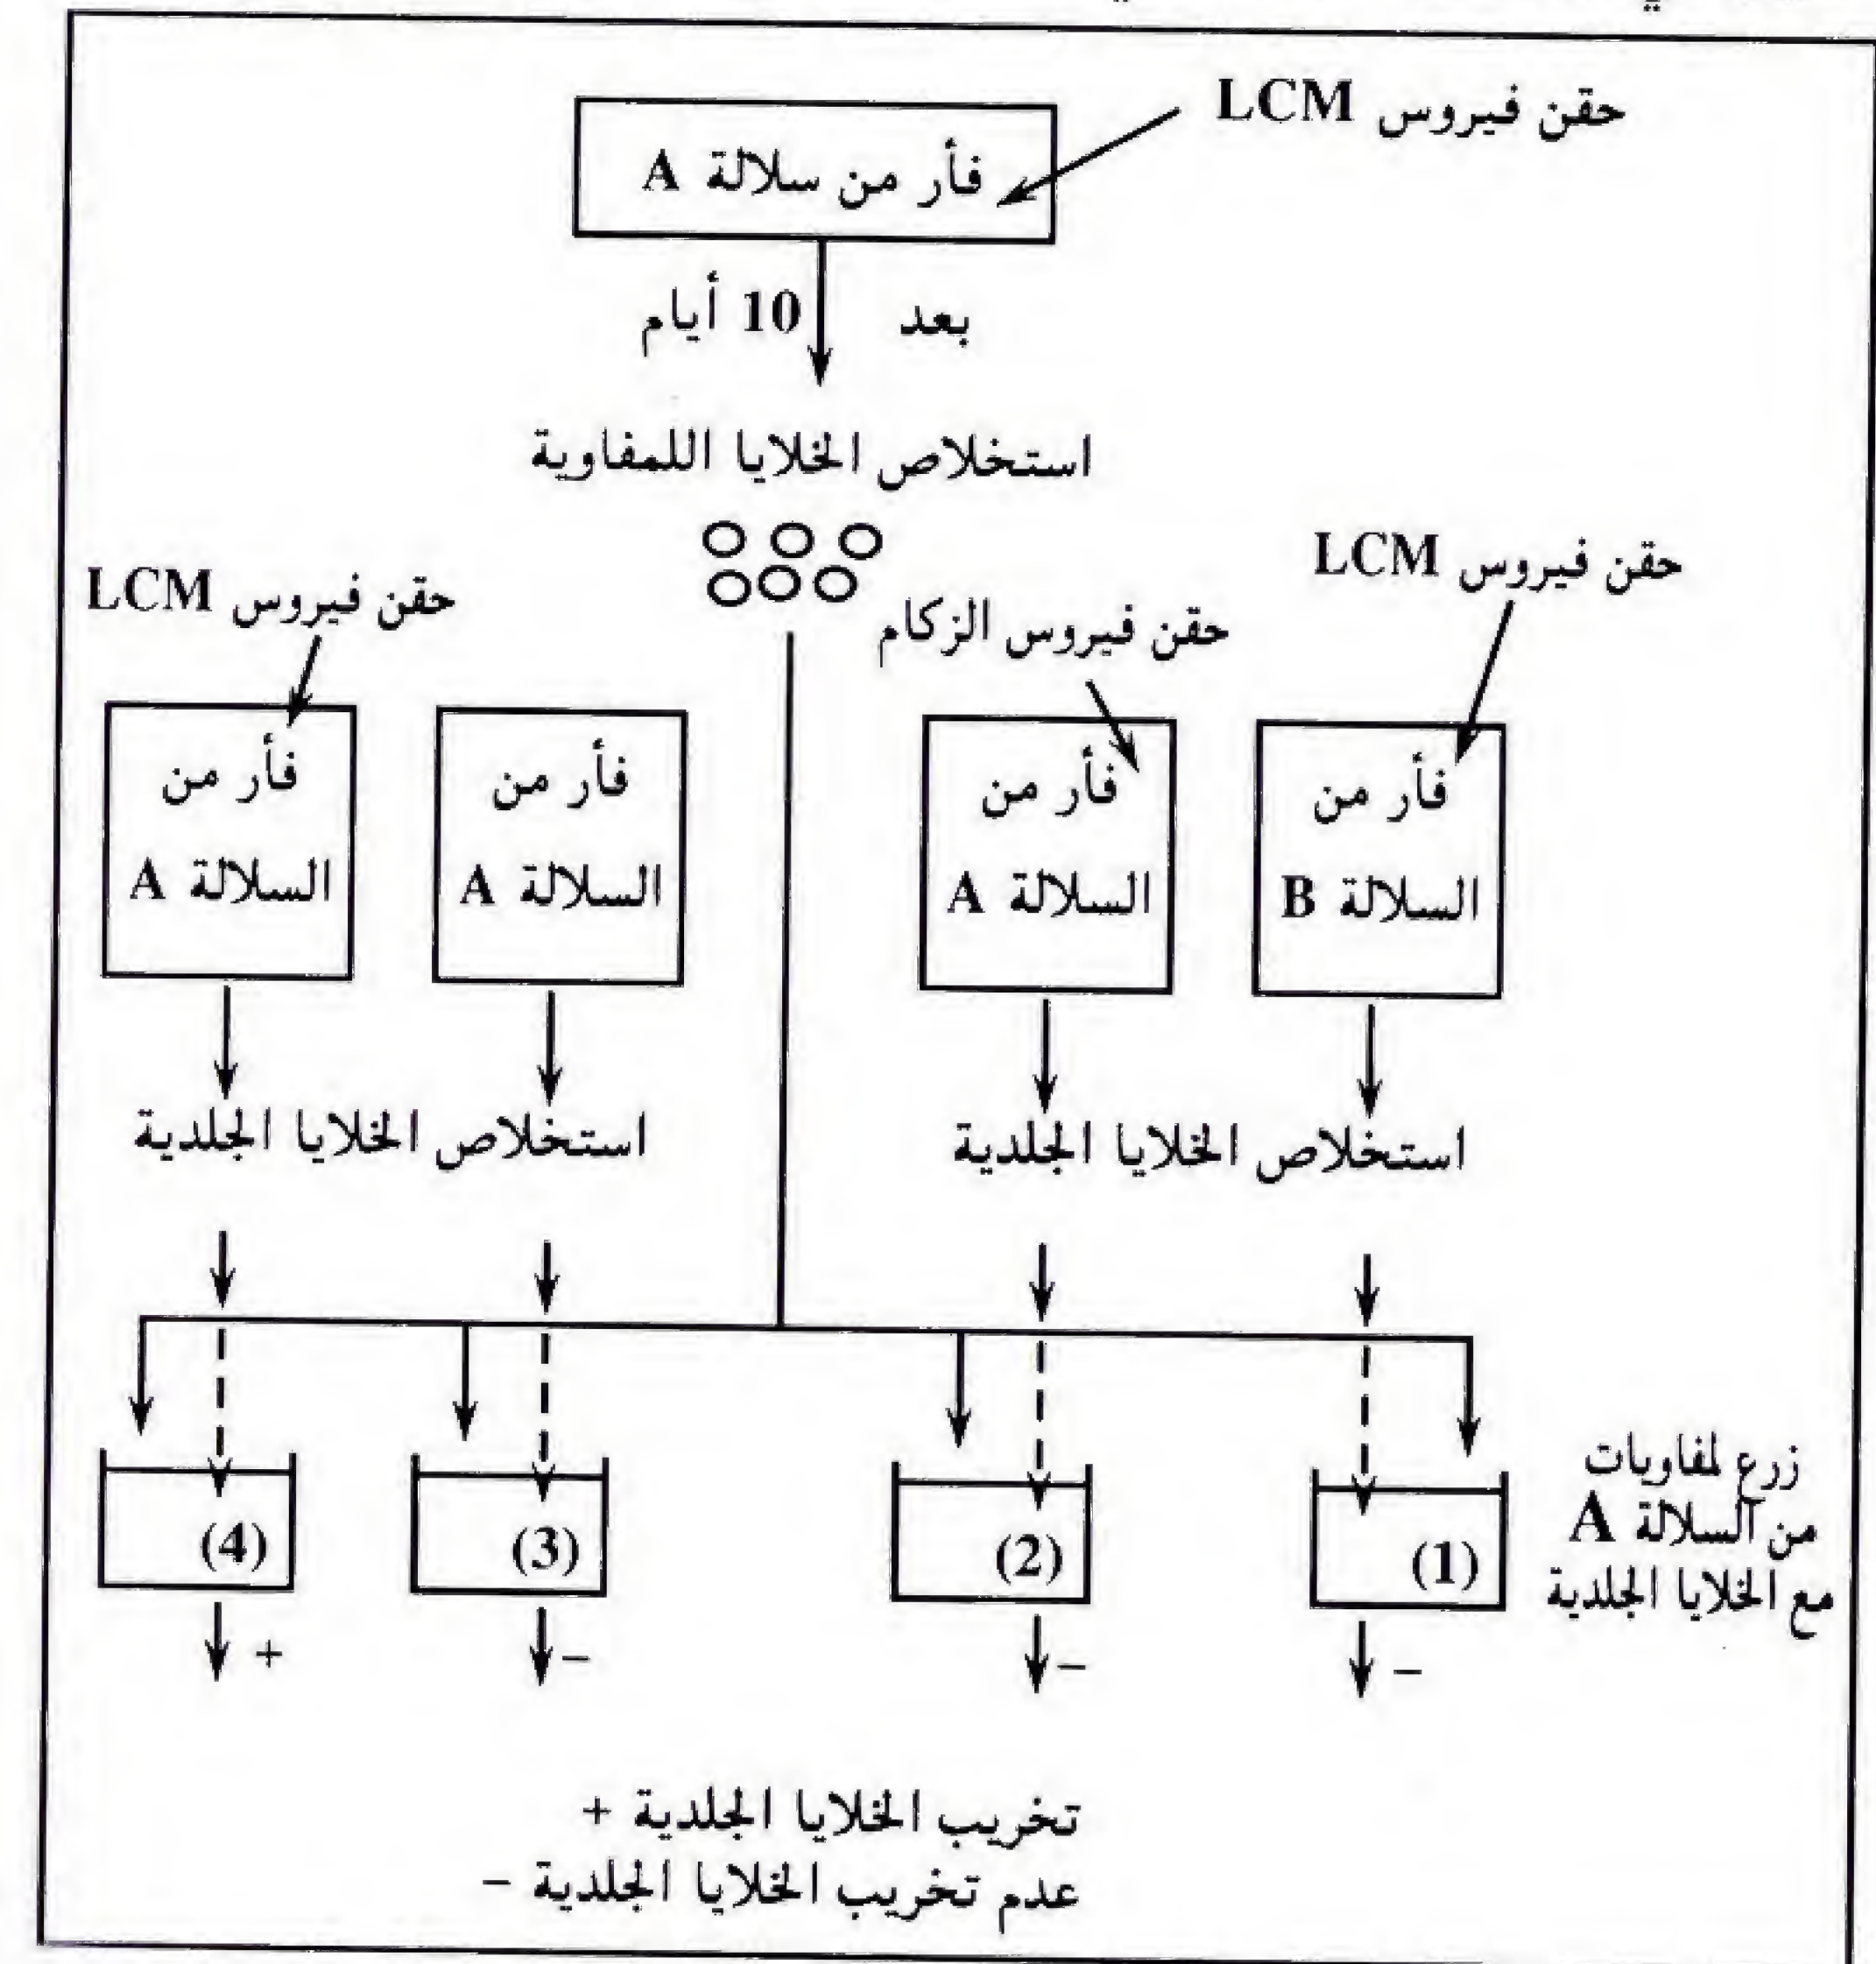 حقن فيروس LCM
فأر من سلالة A
بعد 10 أيام
استخلاص الخلايا اللمفاوية
حقن فيروس LCM
حقن فيروس الزكام
حقن فيروس LCM
فأر من
السلالة B
فأر من
السلالة A
فأر من
السلالة A
فأر من
السلالة A
استخلاص الخلايا الجلدية
استخلاص الخلايا الجلدية
زرع لمفاويات
من السلالة A
مع الخلايا الجلدية
(1)
(2)
(3)
(4)
-
-
-
+
تخريب الخلايا الجلدية +
عدم تخريب الخلايا الجلدية -